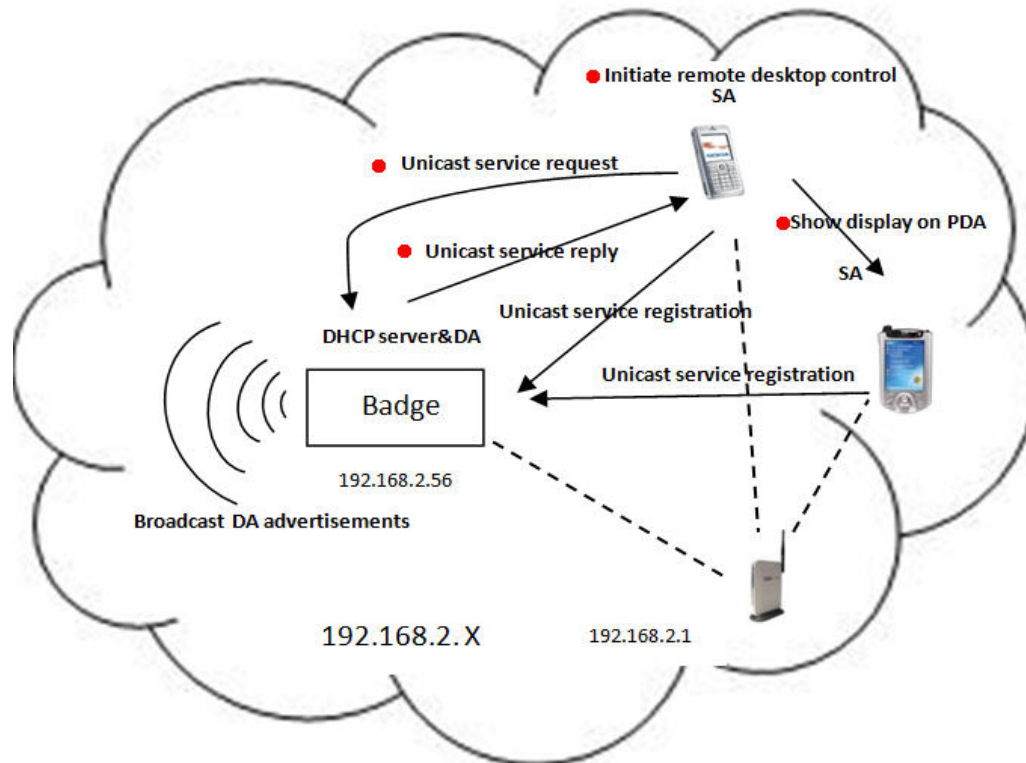 Initiate remote desktop control
SA
Unicast service request
Show display on PDA
Unicast service reply
SA
Unicast service registration
DHCP server&DA
Unicast service registration
Badge
192.168.2.56
Broadcast DA advertisements
192.168.2. X
192.168.2.1